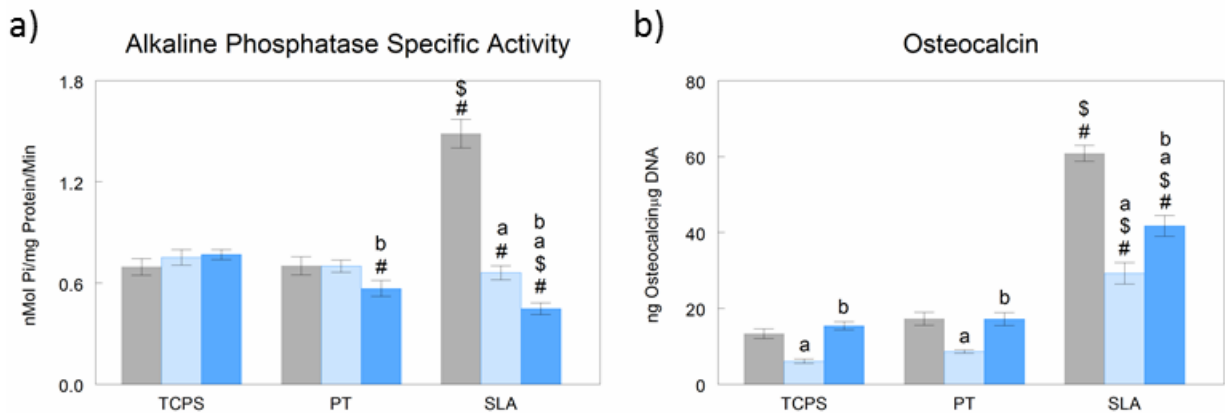 a)
Alkaline Phosphatase Specific Activity
nMol Pi/mg Protein/Min
1.8
1.2
0.6
0.0
b
#
$
#
a
#
b
a
$
#
TCPS PT SLA
b)
Osteocalcin
ng Osteocalcinµg DNA
80
60
40
20
0
a
b
a
b
$
#
a
$
#
b
a
$
#
TCPS PT SLA